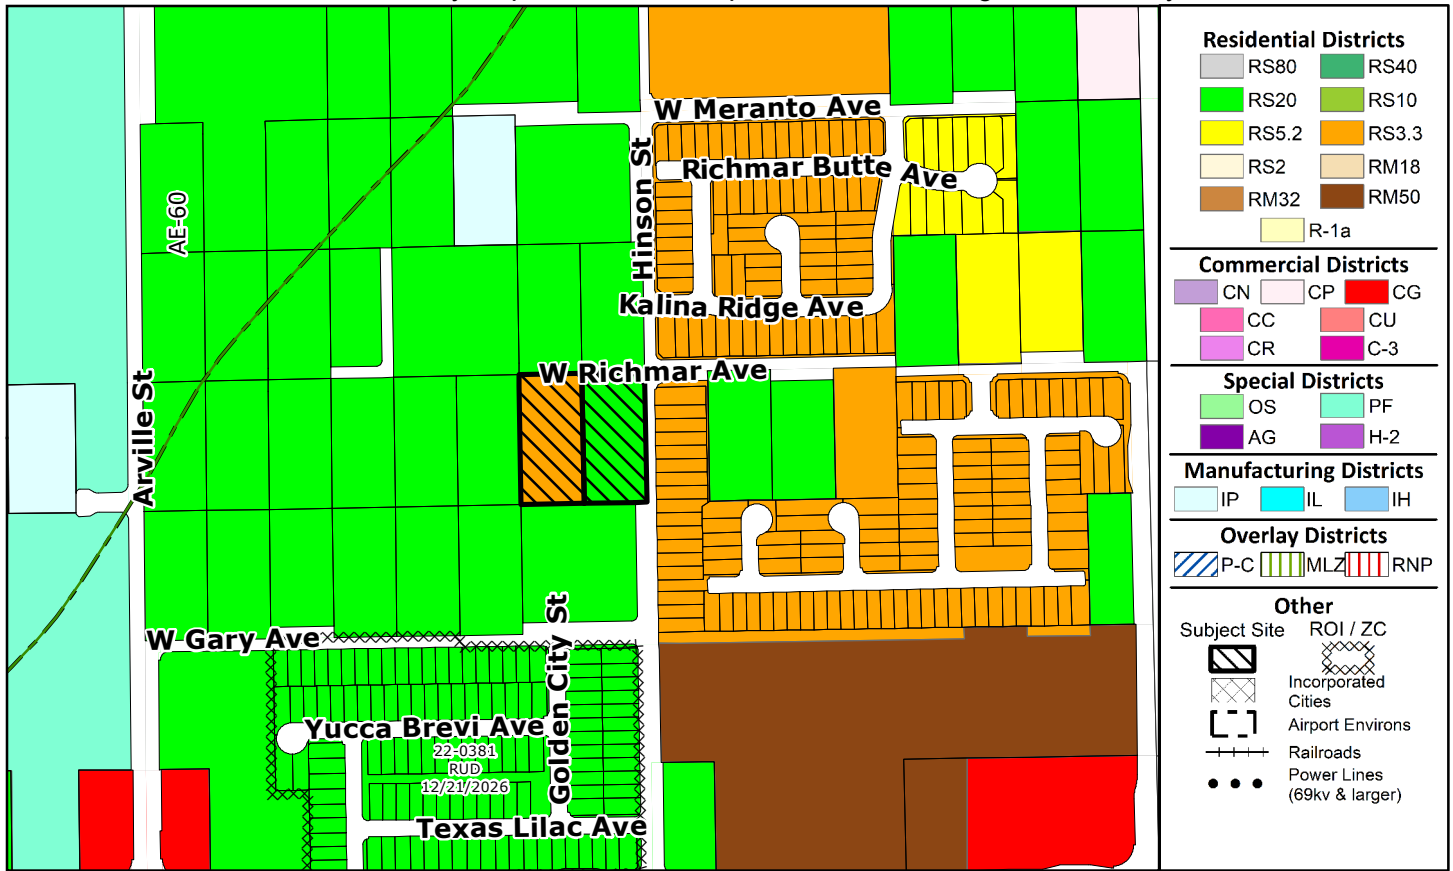 W Meranto Ave
Hinson St
Richmar Butte Ave
AE-60
Kalina Ridge Ave
W Richmar Ave
Arville St
W Gary Ave
Golden City St
Yucca Brevi Ave
22-0381
RUD
12/21/2026
Texas Lilac Ave
Residential Districts
RS80 RS40
RS20 RS10
RS5.2 RS3.3
RS2 RM18
RM32 RM50
R-1a
Commercial Districts
CN CP CG
CC CU
CR C-3
Special Districts
OS PF
AG H-2
Manufacturing Districts
IP IL IH
Overlay Districts
P-C MLZ RNP
Other
Subject Site ROI / ZC
Incorporated
Cities
Airport Environs
Railroads
Power Lines
(69kv & larger)